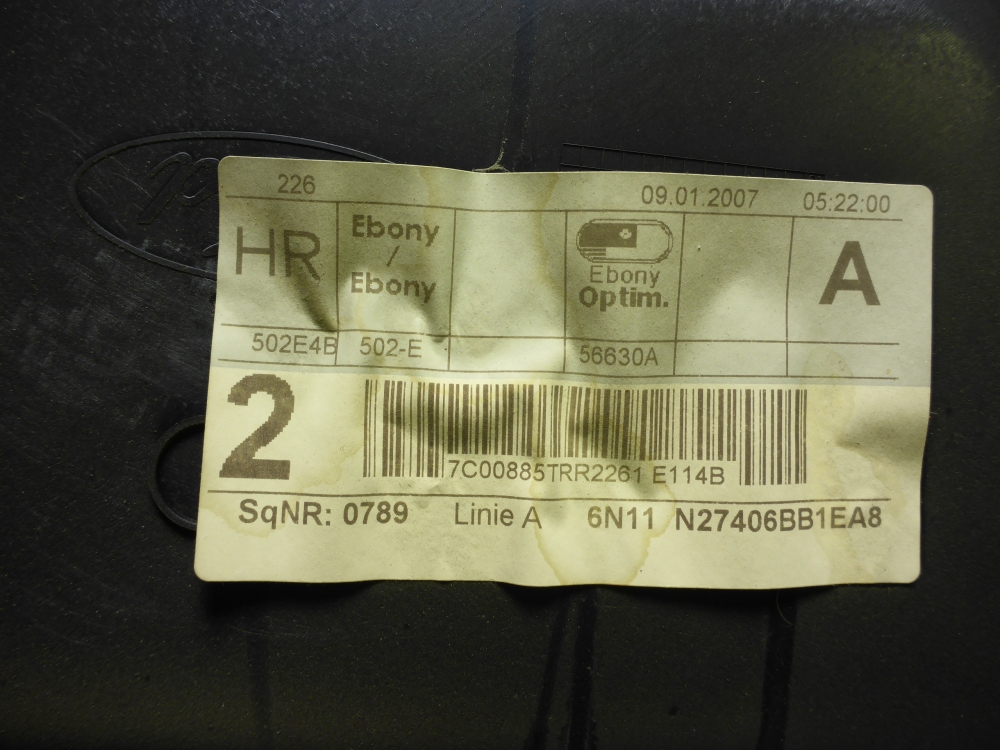 226 09.01.2007 05:22:00
HR Ebony / Ebony Ebony Optim. A
502E4B 502-E 56630A
2
7C00885TRR2261 E114B
SqNR: 0789 Linie A 6N11 N27406BB1EA8